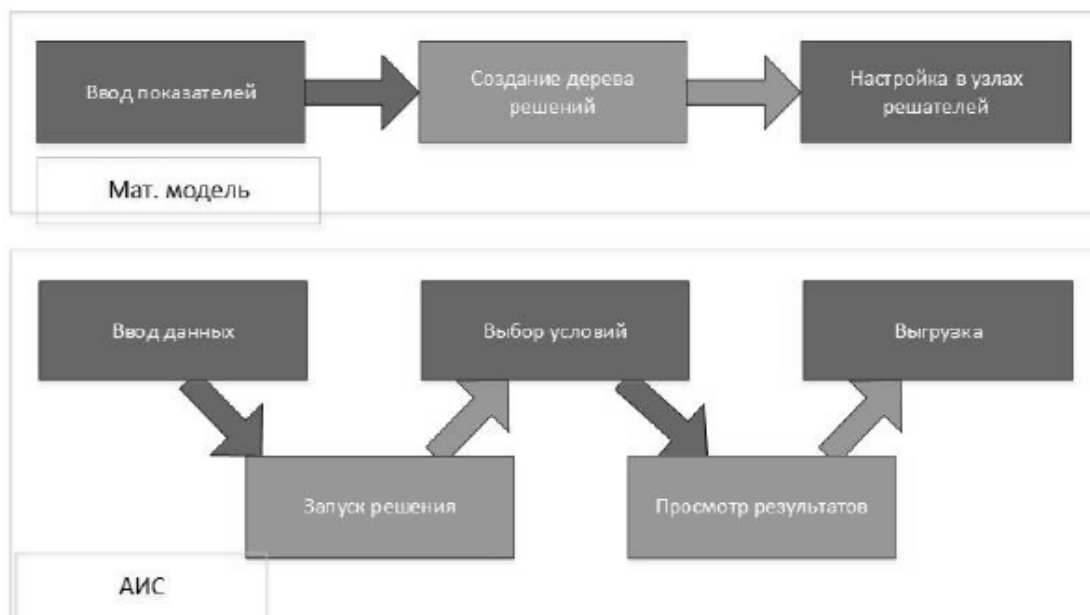 Ввод показателей
Создание дерева
решений
Настройка в узлах
решателей
Мат. модель
Ввод данных
Выбор условий
Выгрузка
Запуск решения
Просмотр результатов
АИС